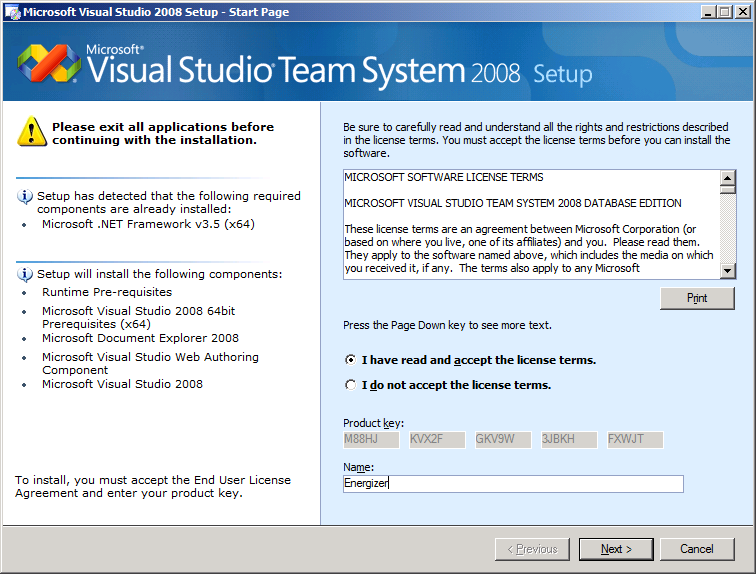 Microsoft Visual Studio 2008 Setup - Start Page
Microsoft®
Visual Studio® Team System 2008 Setup
Please exit all applications before
continuing with the installation.
Setup has detected that the following required
components are already installed:
• Microsoft .NET Framework v3.5 (x64)
Setup will install the following components:
• Runtime Pre-requisites
• Microsoft Visual Studio 2008 64bit
Prerequisites (x64)
• Microsoft Document Explorer 2008
• Microsoft Visual Studio Web Authoring
Component
• Microsoft Visual Studio 2008
To install, you must accept the End User License
Agreement and enter your product key.
Be sure to carefully read and understand all the rights and restrictions described
in the license terms. You must accept the license terms before you can install the
software.
MICROSOFT SOFTWARE LICENSE TERMS
MICROSOFT VISUAL STUDIO TEAM SYSTEM 2008 DATABASE EDITION
These license terms are an agreement between Microsoft Corporation (or
based on where you live, one of its affiliates) and you. Please read them.
They apply to the software named above, which includes the media on which
you received it, if any. The terms also apply to any Microsoft
Print
Press the Page Down key to see more text.
I have read and accept the license terms.
I do not accept the license terms.
Product key:
M88HJ KVX2F GKV9W 3JBKH FXWJT
Name:
Energizer
< Previous Next > Cancel